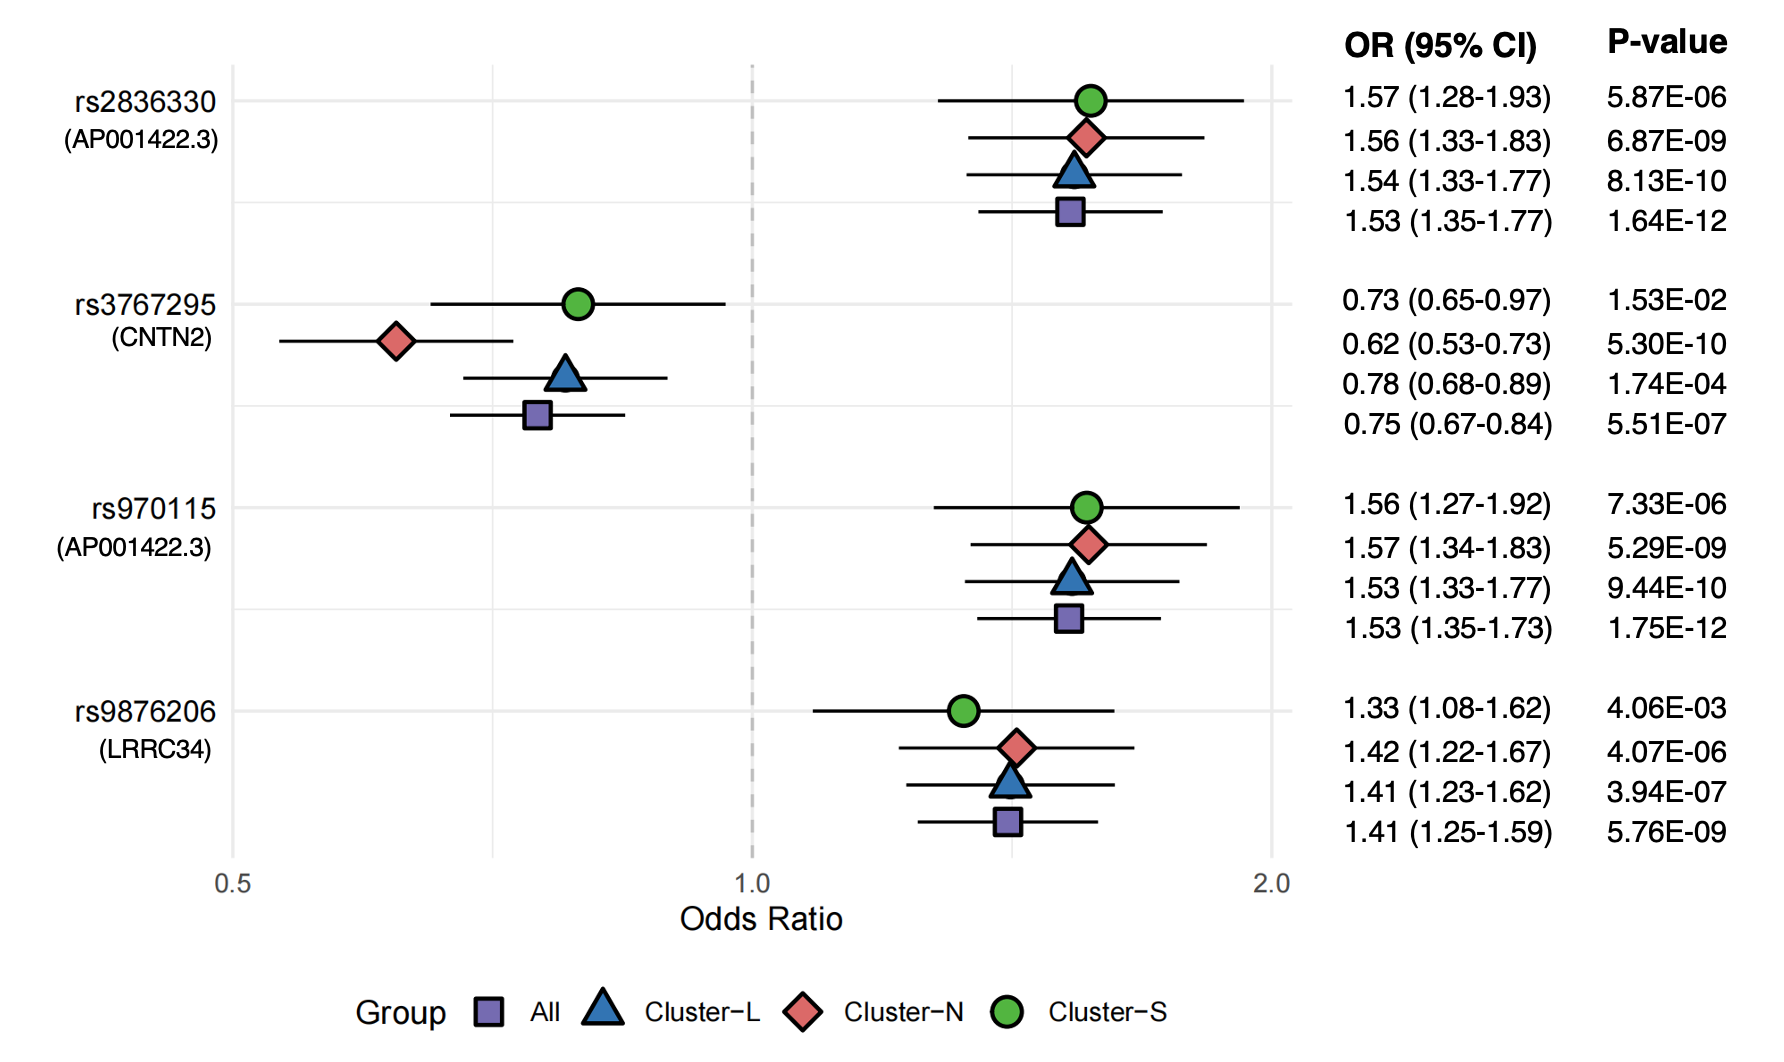 OR (95% CI) P-value
rs2836330 1.57 (1.28-1.93) 5.87E-06
(AP001422.3) 1.56 (1.33-1.83) 6.87E-09
1.54 (1.33-1.77) 8.13E-10
1.53 (1.35-1.77) 1.64E-12
rs3767295 0.73 (0.65-0.97) 1.53E-02
(CNTN2) 0.62 (0.53-0.73) 5.30E-10
0.78 (0.68-0.89) 1.74E-04
0.75 (0.67-0.84) 5.51E-07
rs970115 1.56 (1.27-1.92) 7.33E-06
(AP001422.3) 1.57 (1.34-1.83) 5.29E-09
1.53 (1.33-1.77) 9.44E-10
1.53 (1.35-1.73) 1.75E-12
rs9876206 1.33 (1.08-1.62) 4.06E-03
(LRRC34) 1.42 (1.22-1.67) 4.07E-06
1.41 (1.23-1.62) 3.94E-07
1.41 (1.25-1.59) 5.76E-09
0.5 1.0 2.0
Odds Ratio
Group All Cluster−L Cluster−N Cluster−S